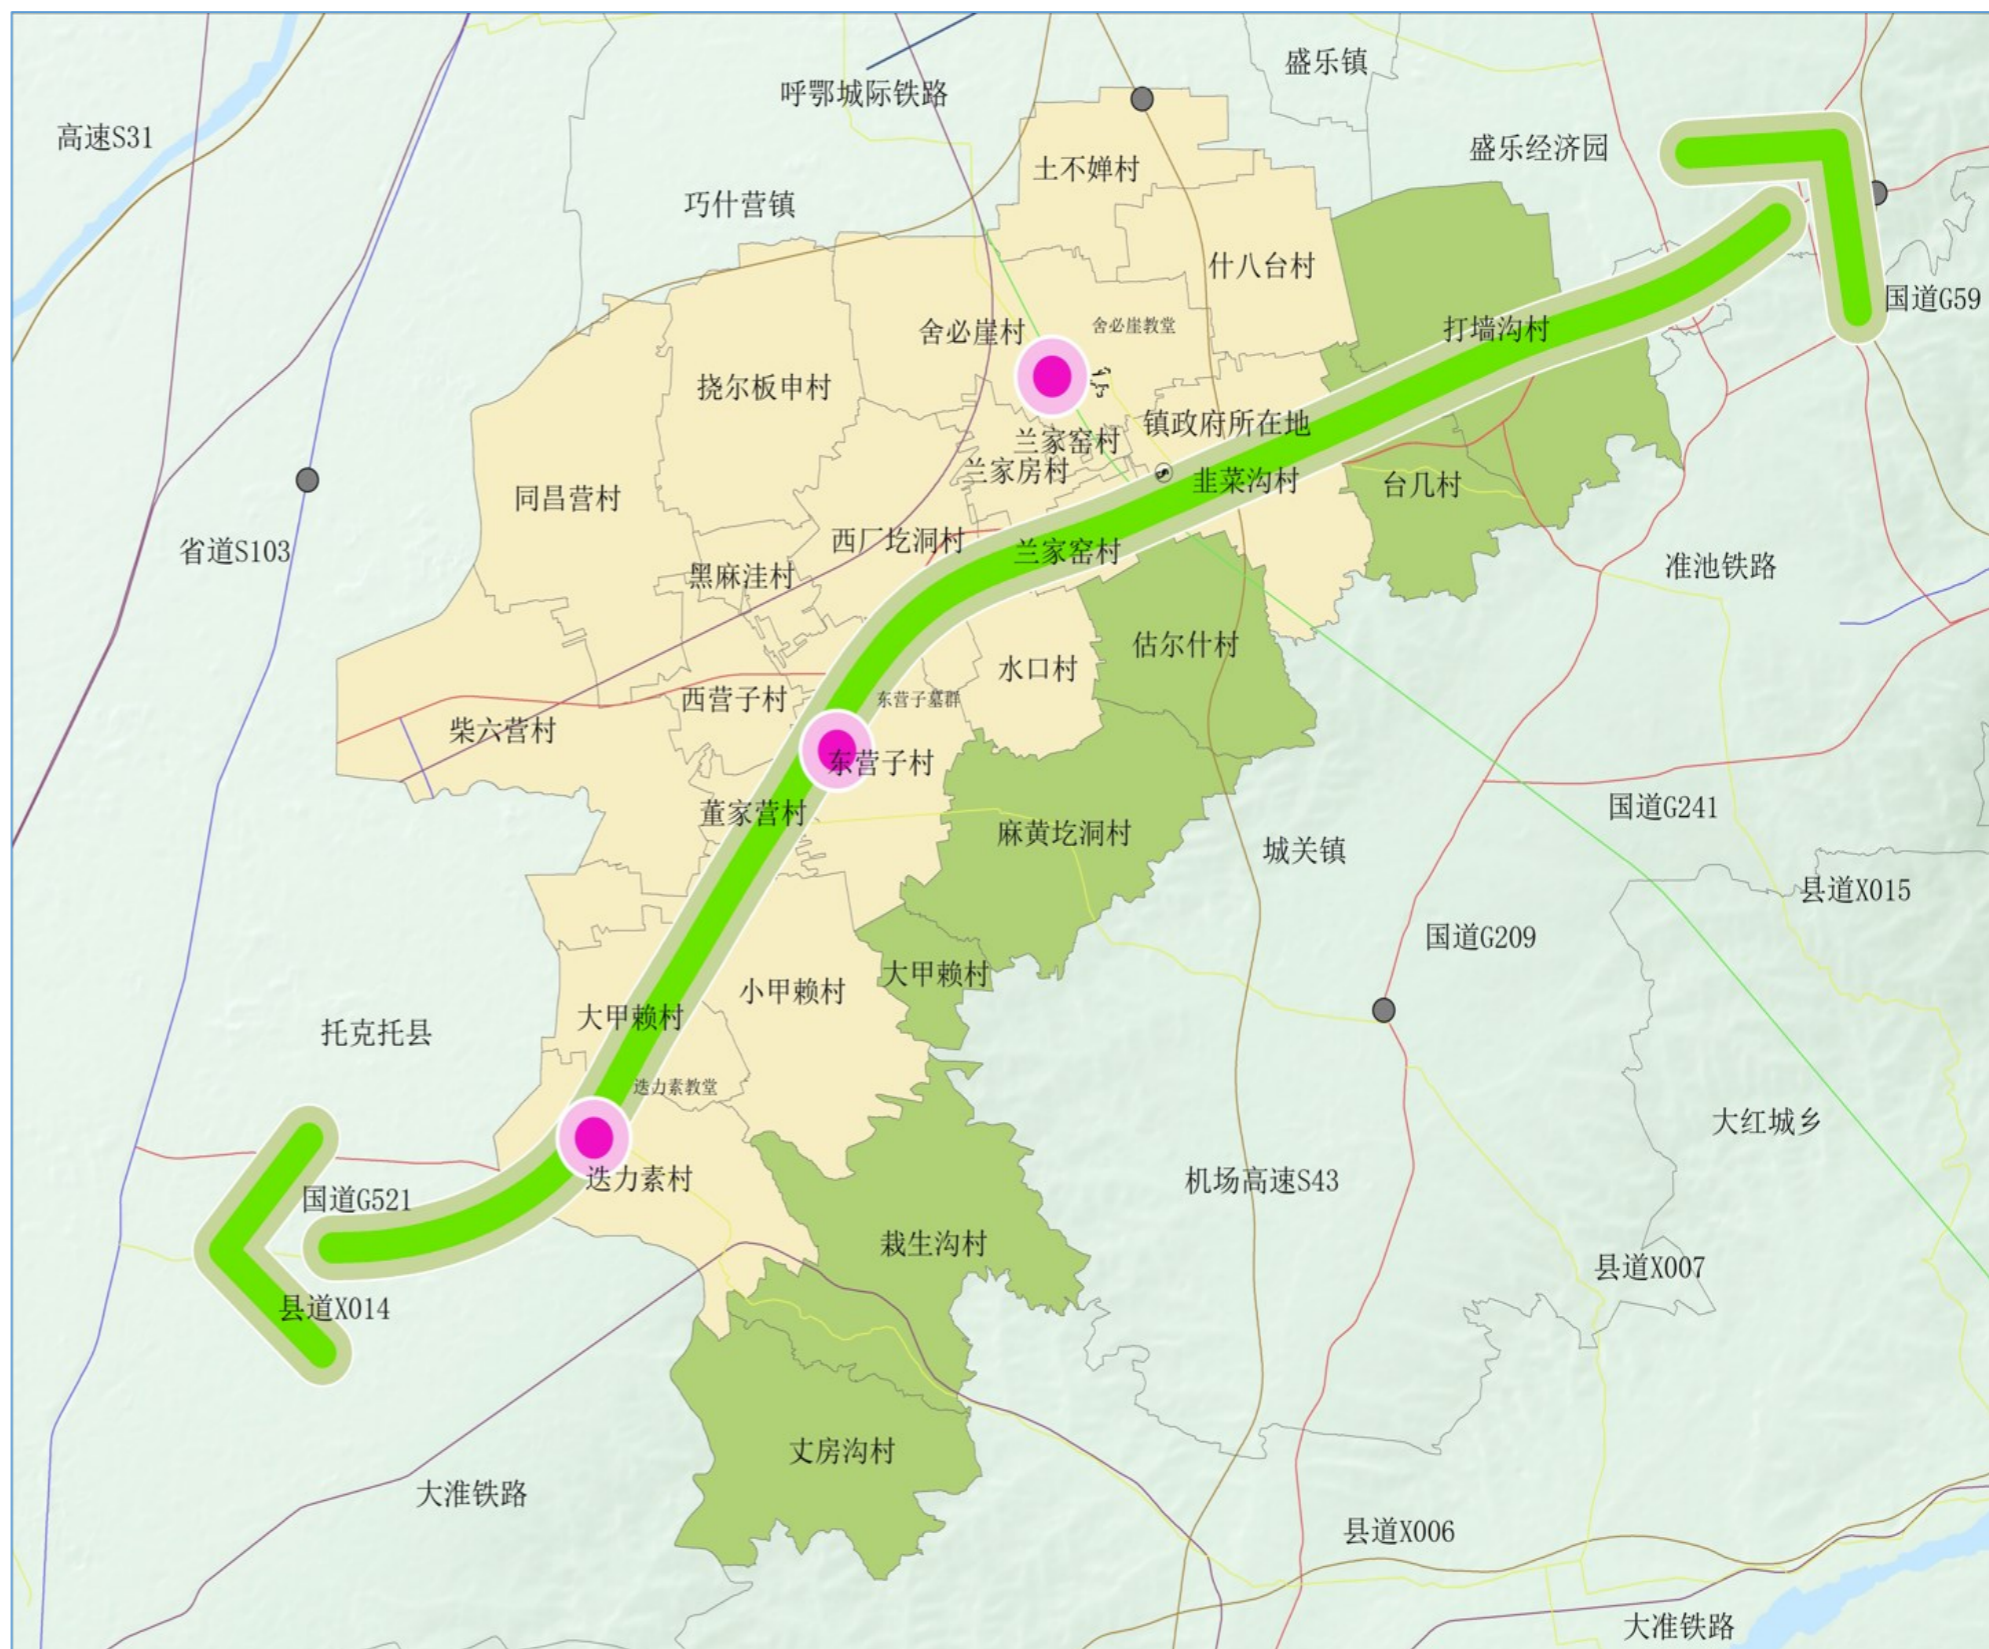 盛乐镇
呼鄂城际铁路
高速S31
盛乐经济园
土不婵村
巧什营镇
什八台村
国道G59
舍必崖教堂
舍必崖村
打墙沟村
挠尔板申村
镇政府所在地
兰家窑村
兰家房村
韭菜沟村
台几村
同昌营村
西厂圪洞村
省道S103
兰家窑村
准池铁路
黑麻洼村
估尔什村
水口村
西营子村
东营子墓群
柴六营村
东营子村
国道G241
董家营村
麻黄圪洞村
城关镇
县道X015
国道G209
大甲赖村
小甲赖村
大甲赖村
托克托县
迭力素教堂
大红城乡
迭力素村
机场高速S43
国道G521
栽生沟村
县道X007
县道X014
丈房沟村
大淮铁路
县道X006
大准铁路